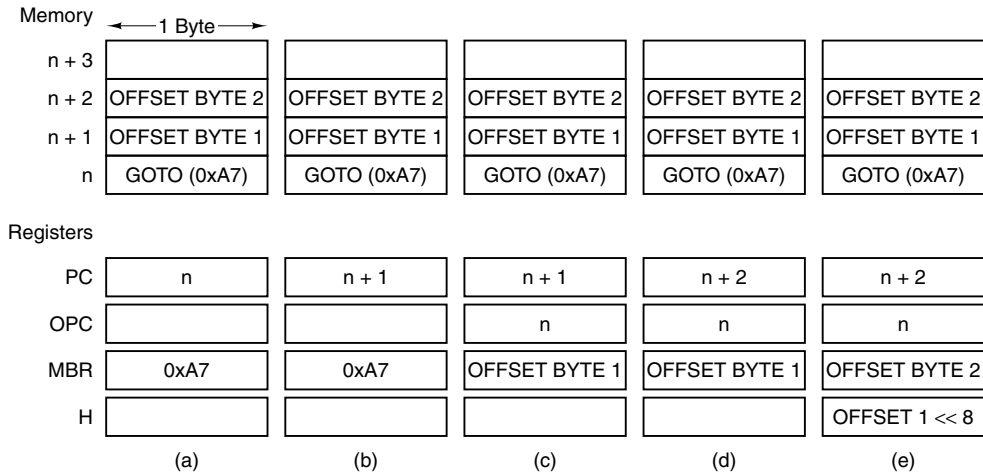 Memory
1 Byte
n + 3
n + 2 OFFSET BYTE 2 OFFSET BYTE 2 OFFSET BYTE 2 OFFSET BYTE 2 OFFSET BYTE 2
n + 1 OFFSET BYTE 1 OFFSET BYTE 1 OFFSET BYTE 1 OFFSET BYTE 1 OFFSET BYTE 1
n GOTO (0xA7) GOTO (0xA7) GOTO (0xA7) GOTO (0xA7) GOTO (0xA7)
Registers
PC n n + 1 n + 1 n + 2 n + 2
OPC n n n
MBR 0xA7 0xA7 OFFSET BYTE 1 OFFSET BYTE 1 OFFSET BYTE 2
H OFFSET 1 << 8
(a) (b) (c) (d) (e)